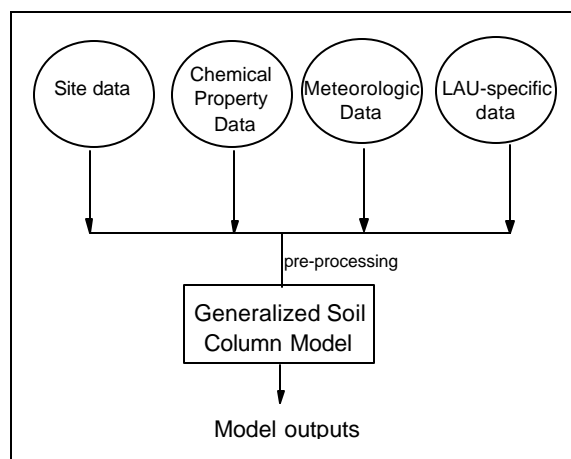 Site data
Chemical
Property
Data
Meteorologic
Data
LAU-specific
data
pre-processing
Generalized Soil
Column Model
Model outputs